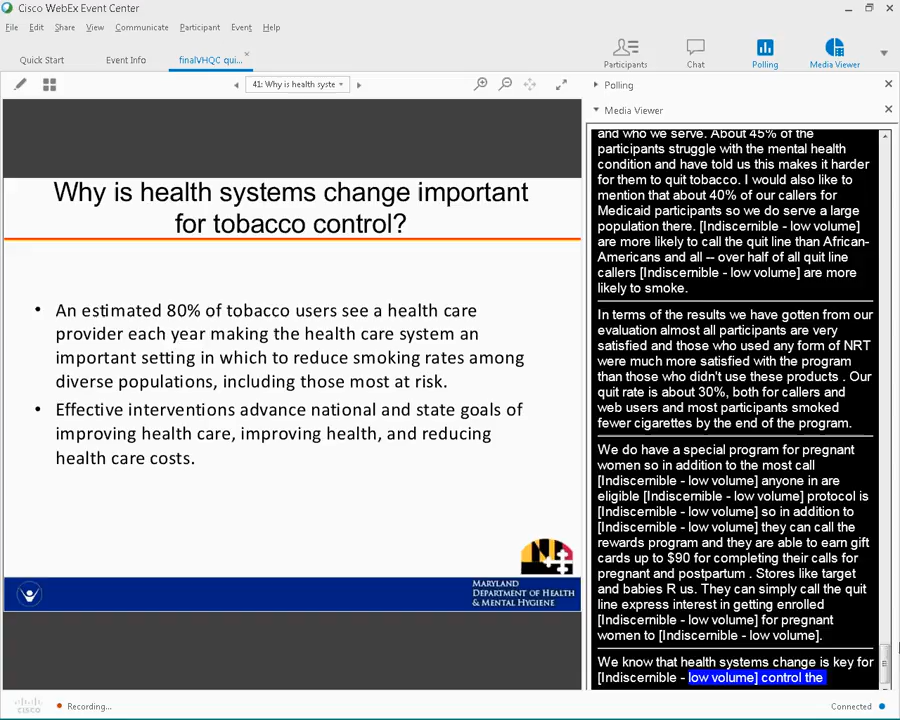 Cisco WebEx Event Center
File Edit Share View Communicate Participant Event Help
Quick Start Event Info finalVHQC qui...
Participants Chat Polling Media Viewer
41: Why is health syste
Polling
Media Viewer
Why is health systems change important
for tobacco control?
• An estimated 80% of tobacco users see a health care
provider each year making the health care system an
important setting in which to reduce smoking rates among
diverse populations, including those most at risk.
• Effective interventions advance national and state goals of
improving health care, improving health, and reducing
health care costs.
MARYLAND
DEPARTMENT OF HEALTH
& MENTAL HYGIENE
and who we serve. About 45% of the
participants struggle with the mental health
condition and have told us this makes it harder
for them to quit tobacco. I would also like to
mention that about 40% of our callers for
Medicaid participants so we do serve a large
population there. [Indiscernible - low volume]
are more likely to call the quit line than African-
Americans and all -- over half of all quit line
callers [Indiscernible - low volume] are more
likely to smoke.
In terms of the results we have gotten from our
evaluation almost all participants are very
satisfied and those who used any form of NRT
were much more satisfied with the program
than those who didn't use these products . Our
quit rate is about 30%, both for callers and
web users and most participants smoked
fewer cigarettes by the end of the program.
We do have a special program for pregnant
women so in addition to the most call
[Indiscernible - low volume] anyone in are
eligible [Indiscernible - low volume] protocol is
[Indiscernible - low volume] so in addition to
[Indiscernible - low volume] they can call the
rewards program and they are able to earn gift
cards up to $90 for completing their calls for
pregnant and postpartum . Stores like target
and babies R us. They can simply call the quit
line express interest in getting enrolled
[Indiscernible - low volume] for pregnant
women to [Indiscernible - low volume].
We know that health systems change is key for
[Indiscernible - low volume] control the
cisco
Recording...
Connected